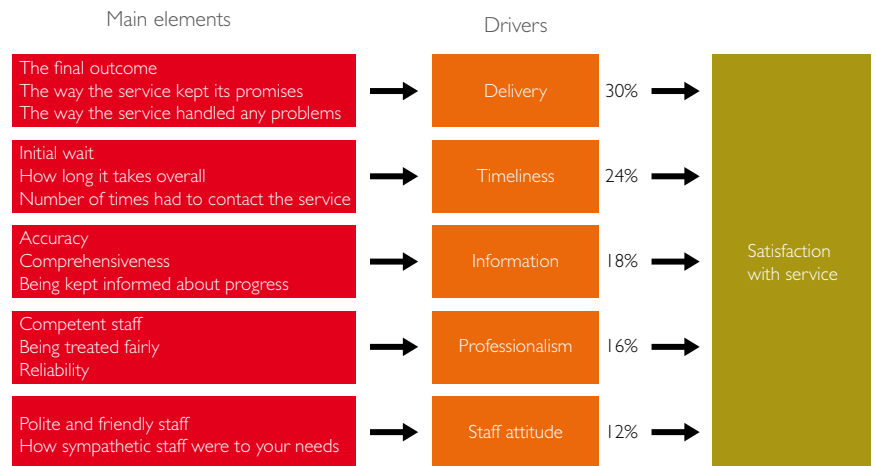 Main elements
Drivers
The final outcome
The way the service kept its promises
The way the service handled any problems
Delivery
30%
Initial wait
How long it takes overall
Number of times had to contact the service
Timeliness
24%
Accuracy
Comprehensiveness
Being kept informed about progress
Information
18%
Satisfaction
with service
Competent staff
Being treated fairly
Reliability
Professionalism
16%
Polite and friendly staff
How sympathetic staff were to your needs
Staff attitude
12%